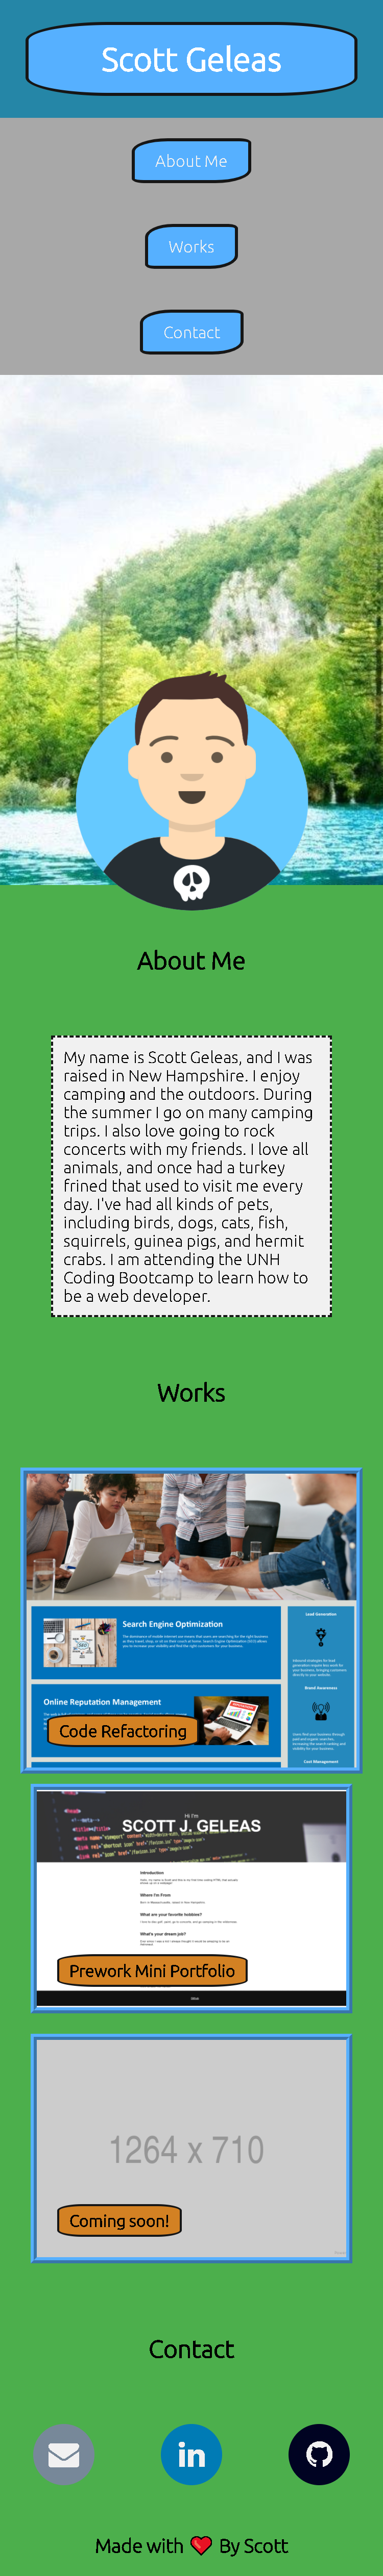 Scott Geleas
About Me
Works
Contact
About Me
My name is Scott Geleas, and I was
raised in New Hampshire. I enjoy
camping and the outdoors. During
the summer I go on many camping
trips. I also love going to rock
concerts with my friends. I love all
animals, and once had a turkey
frined that used to visit me every
day. I've had all kinds of pets,
including birds, dogs, cats, fish,
squirrels, guinea pigs, and hermit
crabs. I am attending the UNH
Coding Bootcamp to learn how to
be a web developer.
Works
Search Engine Optimization
Lead Generation
Online Reputation Management
Brand Awareness
Cost Management
Code Refactoring
Hi I'm
SCOTT J. GELEAS
Introduction
Where I'm From
What are your favorite hobbies?
What's your dream job?
Prework Mini Portfolio
1264 x 710
Coming soon!
Contact
in
Made with ❤ By Scott